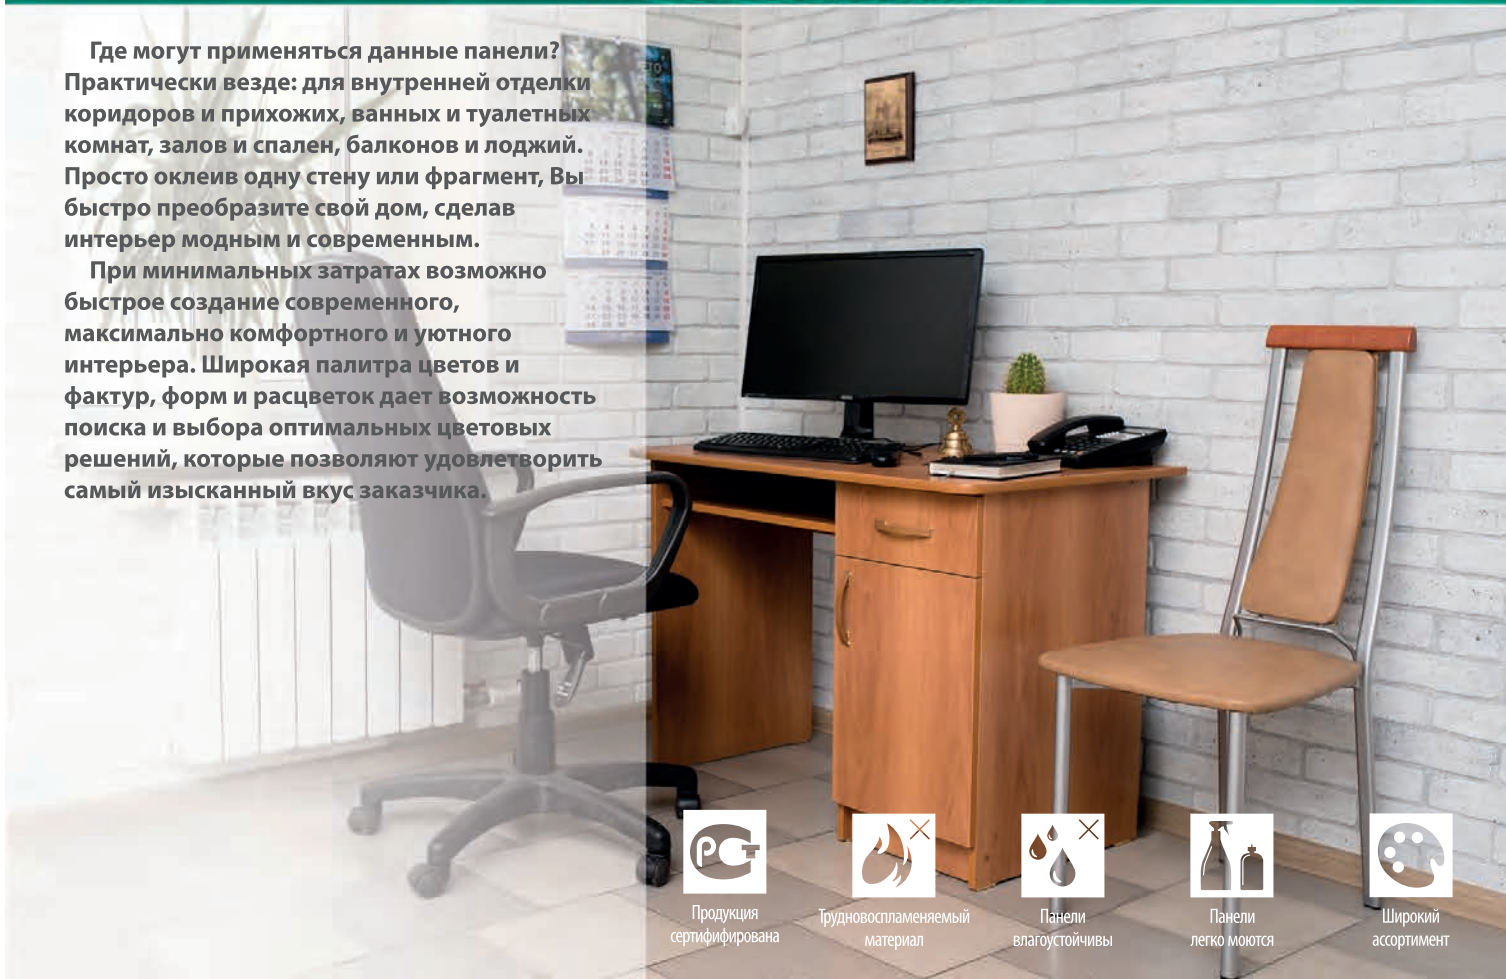 Где могут применяться данные панели?
Практически везде: для внутренней отделки
коридоров и прихожих, ванных и туалетных
комнат, залов и спален, балконов и лоджий.
Просто оклеив одну стену или фрагмент, Вы
быстро преобразите свой дом, сделав
интерьер модным и современным.
При минимальных затратах возможно
быстрое создание современного,
максимально комфортного и уютного
интерьера. Широкая палитра цветов и
фактур, форм и расцветок дает возможность
поиска и выбора оптимальных цветовых
решений, которые позволяют удовлетворить
самый изысканный вкус заказчика.
Продукция
сертифифирована
Трудновоспламеняемый
материал
Панели
влагоустойчивы
Панели
легко моются
Широкий
ассортимент